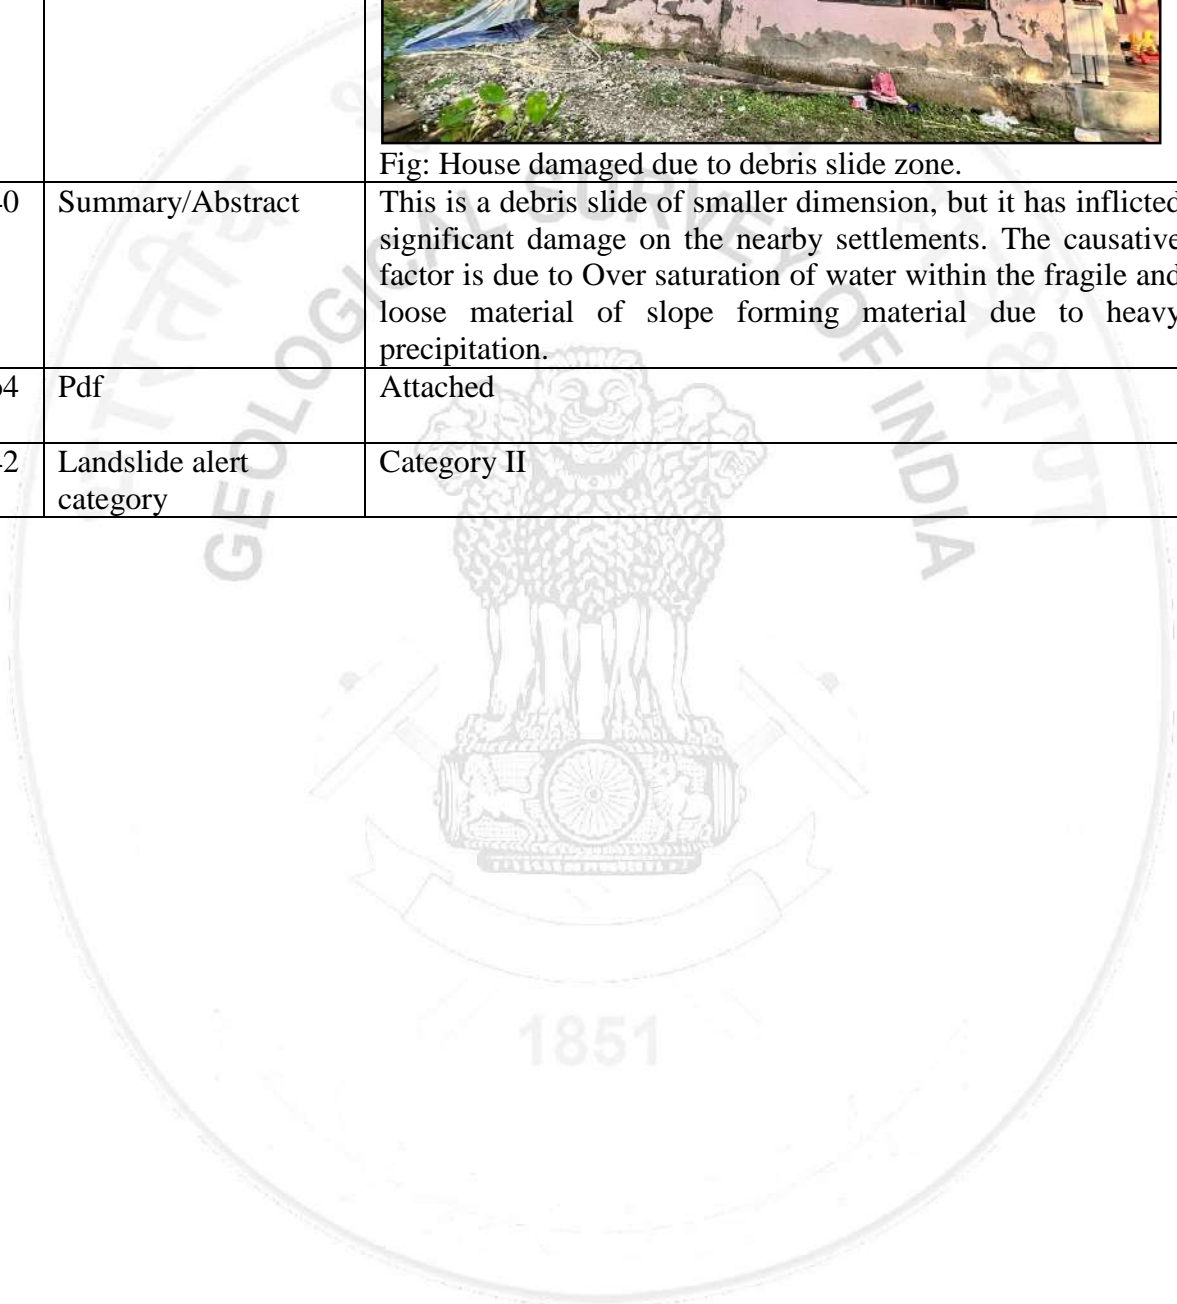 Fig: House damaged due to debris slide zone.
0 Summary/Abstract This is a debris slide of smaller dimension, but it has inflicted
significant damage on the nearby settlements. The causative
factor is due to Over saturation of water within the fragile and
loose material of slope forming material due to heavy
precipitation.
4 Pdf Attached
2 Landslide alert Category II
category
GEOLOGICAL SURVEY OF INDIA
भारतीय
1851